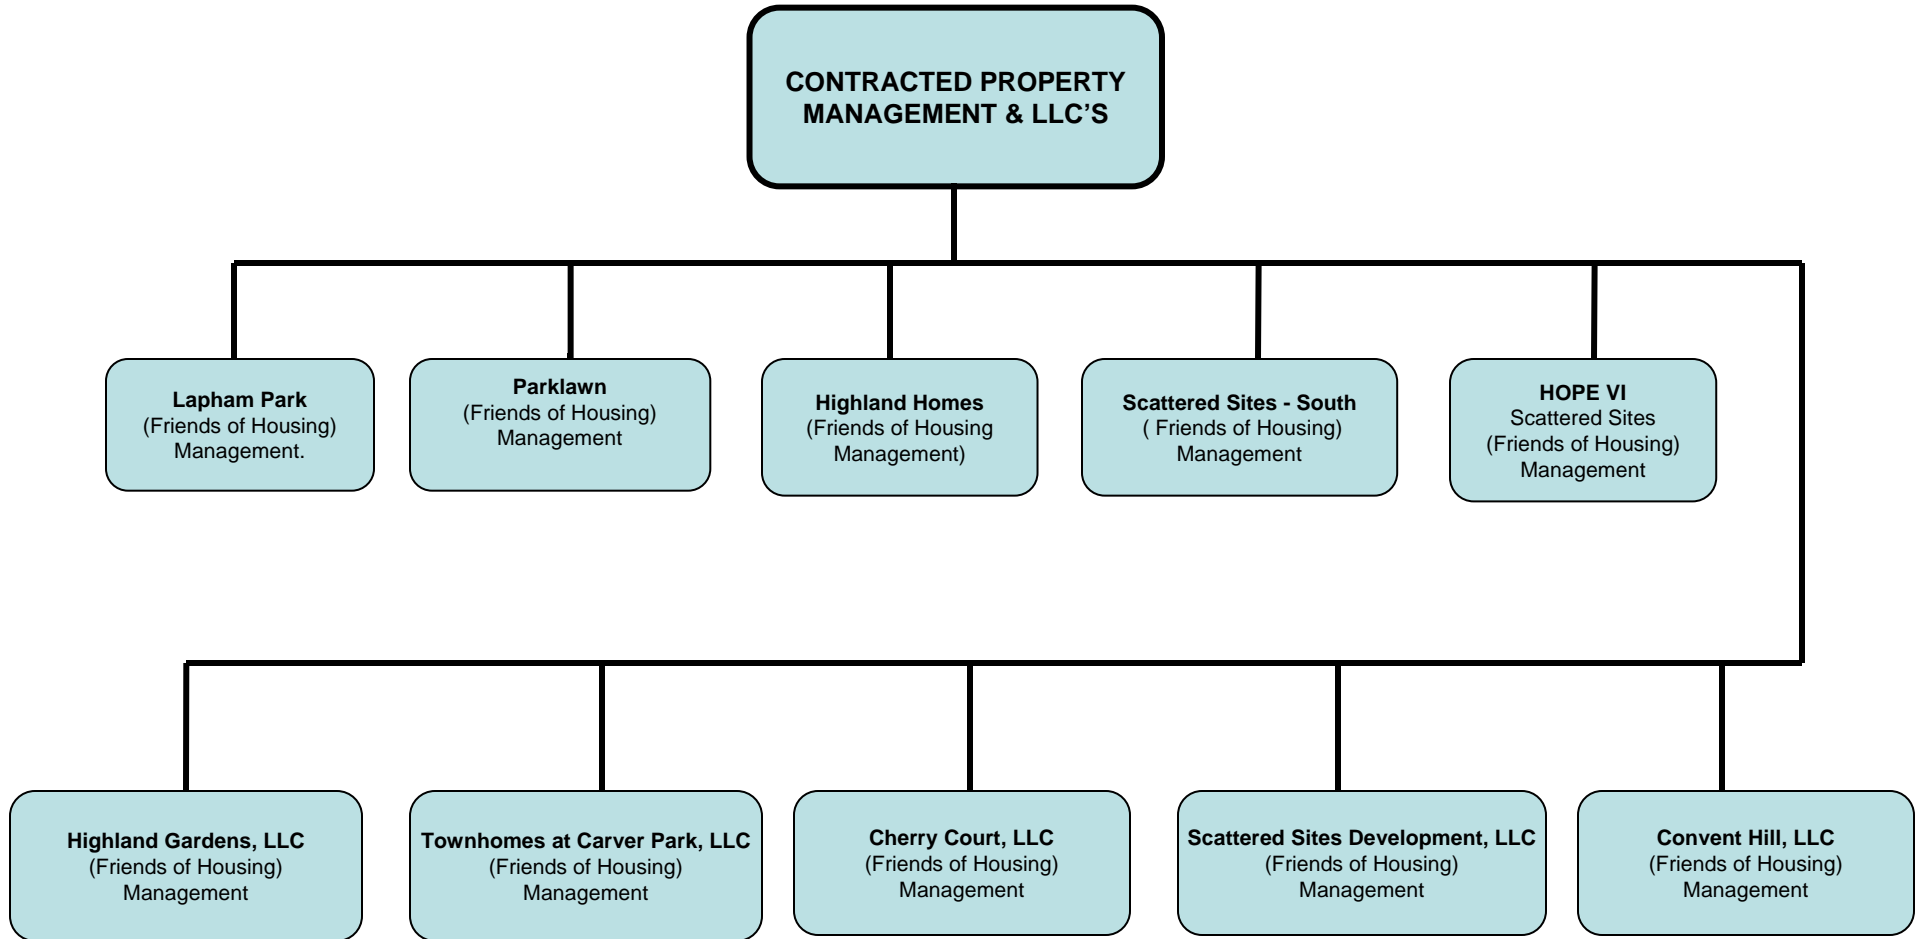 CONTRACTED PROPERTY
MANAGEMENT & LLC’S
Lapham Park
(Friends of Housing)
Management.
Parklawn
(Friends of Housing)
Management
Highland Homes
(Friends of Housing
Management)
Scattered Sites - South
( Friends of Housing)
Management
HOPE VI
Scattered Sites
(Friends of Housing)
Management
Highland Gardens, LLC
(Friends of Housing)
Management
Townhomes at Carver Park, LLC
(Friends of Housing)
Management
Cherry Court, LLC
(Friends of Housing)
Management
Scattered Sites Development, LLC
(Friends of Housing)
Management
Convent Hill, LLC
(Friends of Housing)
Management